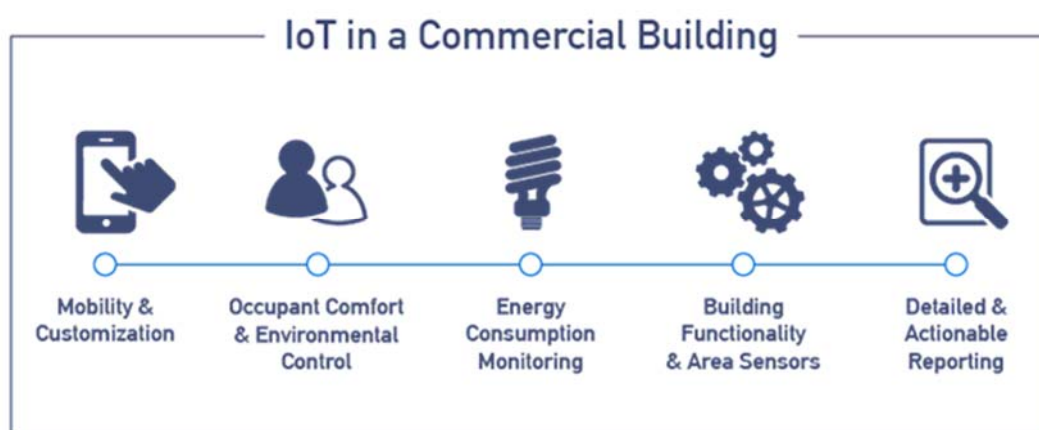 IoT in a Commercial Building
Mobility &
Customization
Occupant Comfort
& Environmental
Control
Energy
Consumption
Monitoring
Building
Functionality
& Area Sensors
Detailed &
Actionable
Reporting